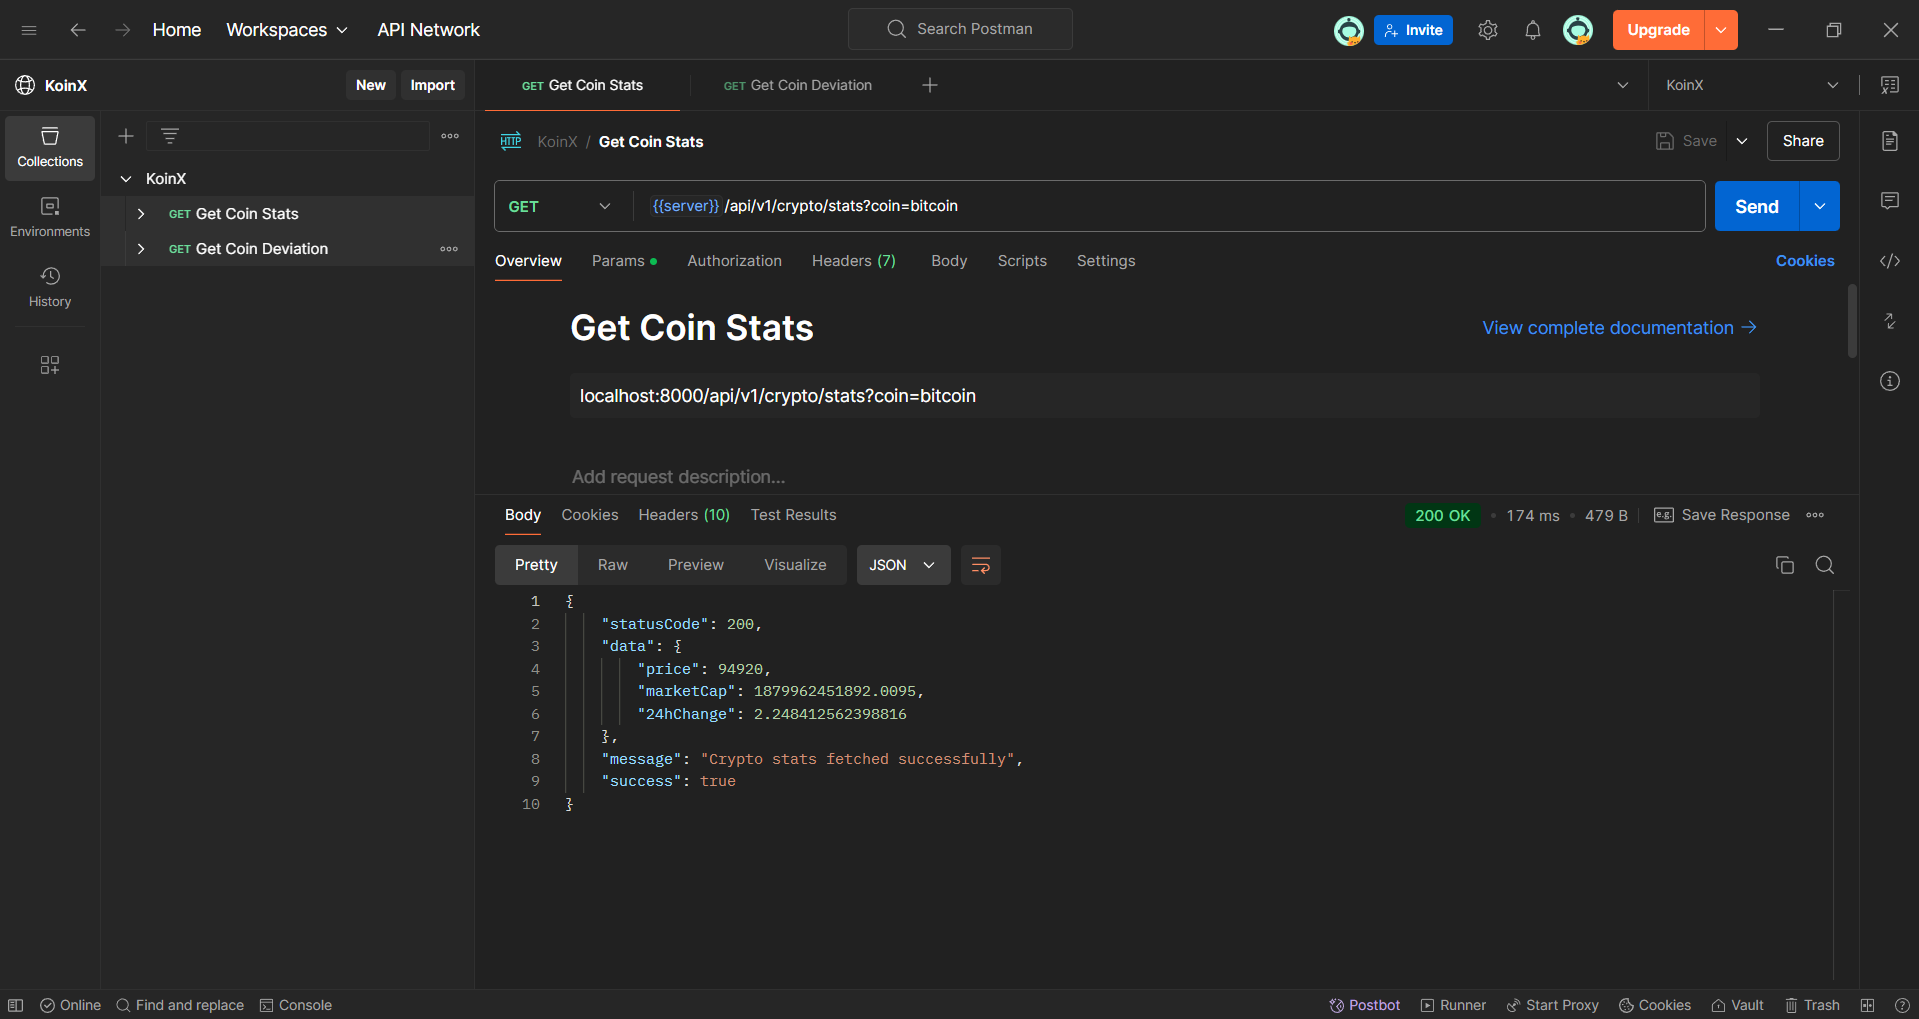 Home Workspaces API Network Search Postman Invite Upgrade
KoinX New Import GET Get Coin Stats GET Get Coin Deviation KoinX
Collections
Environments
History
KoinX
GET Get Coin Stats
GET Get Coin Deviation
HTTP KoinX / Get Coin Stats Save Share
GET {{server}} /api/v1/crypto/stats?coin=bitcoin Send
Overview Params Authorization Headers (7) Body Scripts Settings Cookies
Get Coin Stats View complete documentation →
localhost:8000/api/v1/crypto/stats?coin=bitcoin
Add request description...
Body Cookies Headers (10) Test Results 200 OK • 174 ms • 479 B e.g. Save Response
Pretty Raw Preview Visualize JSON
1 {
2 "statusCode": 200,
3 "data": {
4 "price": 94920,
5 "marketCap": 1879962451892.0095,
6 "24hChange": 2.248412562398816
7 },
8 "message": "Crypto stats fetched successfully",
9 "success": true
10 }
Online Find and replace Console Postbot Runner Start Proxy Cookies Vault Trash